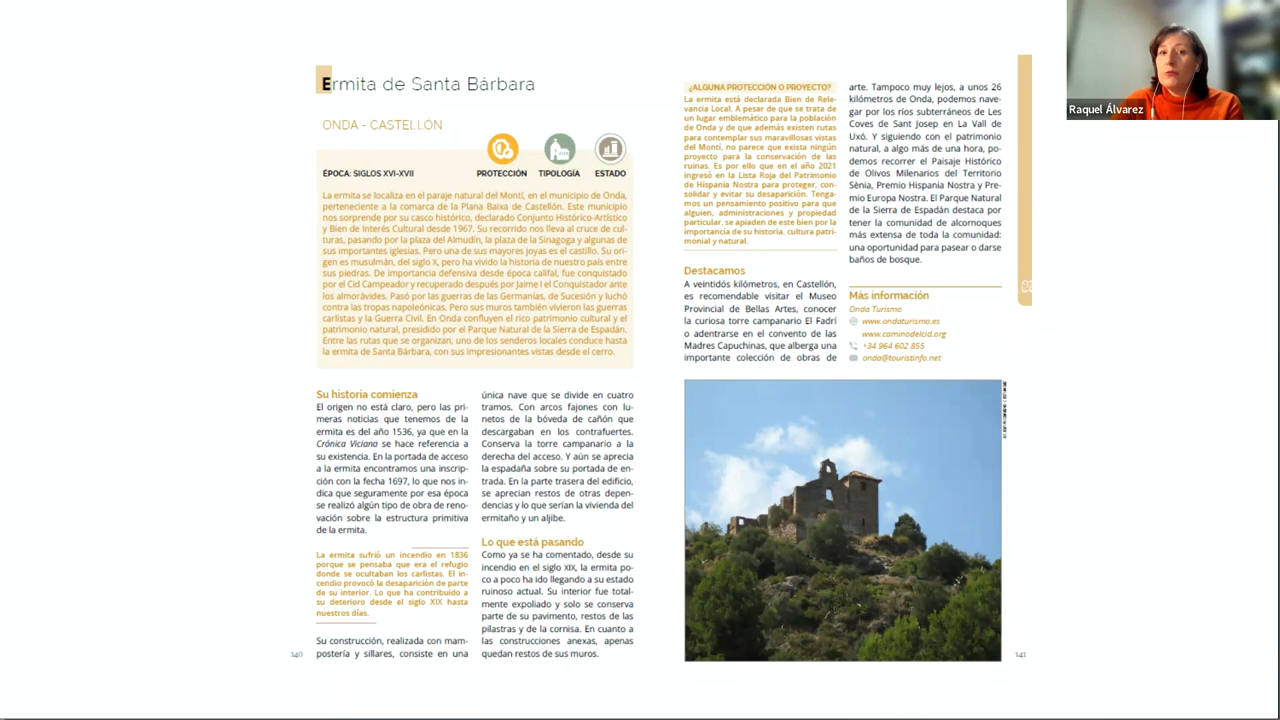 Ermita de Santa Bárbara
ONDA - CASTELLÓN
ÉPOCA: SIGLOS XVI-XVII
PROTECCIÓN
TIPOLOGÍA
ESTADO
La ermita se localiza en el paraje natural del Montí, en el municipio de Onda,
perteneciente a la comarca de la Plana Baixa de Castellón. Este municipio
nos sorprende por su casco histórico, declarado Conjunto Histórico-Artístico
y Bien de Interés Cultural desde 1967. Su recorrido nos lleva al cruce de cul-
turas, pasando por la plaza del Almudín, la plaza de la Sinagoga y algunas de
sus importantes iglesias. Pero una de sus mayores joyas es el castillo. Su ori-
gen es musulmán, del siglo X, pero ha vivido la historia de nuestro país entre
sus piedras. De importancia defensiva desde época califal, fue conquistado
por el Cid Campeador y recuperado después por Jaime I el Conquistador ante
los almorávides. Pasó por las guerras de las Germanías, de Sucesión y luchó
contra las tropas napoleónicas. Pero sus muros también vivieron las guerras
carlistas y la Guerra Civil. En Onda confluyen el rico patrimonio cultural y el
patrimonio natural, presidido por el Parque Natural de la Sierra de Espadán.
Entre las rutas que se organizan, uno de los senderos locales conduce hasta
la ermita de Santa Bárbara, con sus impresionantes vistas desde el cerro.
Su historia comienza
El origen no está claro, pero las pri-
meras noticias que tenemos de la
ermita es del año 1536, ya que en la
Crónica Viciana se hace referencia a
su existencia. En la portada de acceso
a la ermita encontramos una inscrip-
ción con la fecha 1697, lo que nos in-
dica que seguramente por esa época
se realizó algún tipo de obra de reno-
vación sobre la estructura primitiva
de la ermita.
La ermita sufrió un incendio en 1836
porque se pensaba que era el refugio
donde se ocultaban los carlistas. El in-
cendio provocó la desaparición de parte
de su interior. Lo que ha contribuido a
su deterioro desde el siglo XIX hasta
nuestros días.
Su construcción, realizada con mam-
postería y sillares, consiste en una
140
única nave que se divide en cuatro
tramos. Con arcos fajones con lu-
netos de la bóveda de cañón que
descargaban en los contrafuertes.
Conserva la torre campanario a la
derecha del acceso. Y aún se aprecia
la espadaña sobre su portada de en-
trada. En la parte trasera del edificio,
se aprecian restos de otras depen-
dencias y lo que serían la vivienda del
ermitaño y un aljibe.
Lo que está pasando
Como ya se ha comentado, desde su
incendio en el siglo XIX, la ermita po-
co a poco ha ido llegando a su estado
ruinoso actual. Su interior fue total-
mente expoliado y solo se conserva
parte de su pavimento, restos de las
pilastras y de la cornisa. En cuanto a
las construcciones anexas, apenas
quedan restos de sus muros.
¿ALGUNA PROTECCIÓN O PROYECTO?
La ermita está declarada Bien de Rele-
vancia Local. A pesar de que se trata de
un lugar emblemático para la población
de Onda y de que además existen rutas
para contemplar sus maravillosas vistas
del Montí, no parece que exista ningún
proyecto para la conservación de las
ruinas. Es por ello que en el año 2021
ingresó en la Lista Roja del Patrimonio
de Hispania Nostra para proteger, con-
solidar y evitar su desaparición. Tenga-
mos un pensamiento positivo para que
alguien, administraciones y propiedad
particular, se apiaden de este bien por la
importancia de su historia, cultura patri-
monial y natural.
Destacamos
A veintidós kilómetros, en Castellón,
es recomendable visitar el Museo
Provincial de Bellas Artes, conocer
la curiosa torre campanario El Fadrí
o adentrarse en el convento de las
Madres Capuchinas, que alberga una
importante colección de obras de
arte. Tampoco muy lejos, a unos 26
kilómetros de Onda, podemos nave-
gar por los ríos subterráneos de Les
Coves de Sant Josep en La Vall de
Uxó. Y siguiendo con el patrimonio
natural, a algo más de una hora, po-
demos recorrer el Paisaje Histórico
de Olivos Milenarios del Territorio
Sènia, Premio Hispania Nostra y Pre-
mio Europa Nostra. El Parque Natural
de la Sierra de Espadán destaca por
tener la comunidad de alcornoques
más extensa de toda la comunidad:
una oportunidad para pasear o darse
baños de bosque.
Más información
Onda Turismo
www.ondaturismo.es
www.caminodelcid.org
+34 964 602 855
onda@touristinfo.net
141
Raquel Álvarez